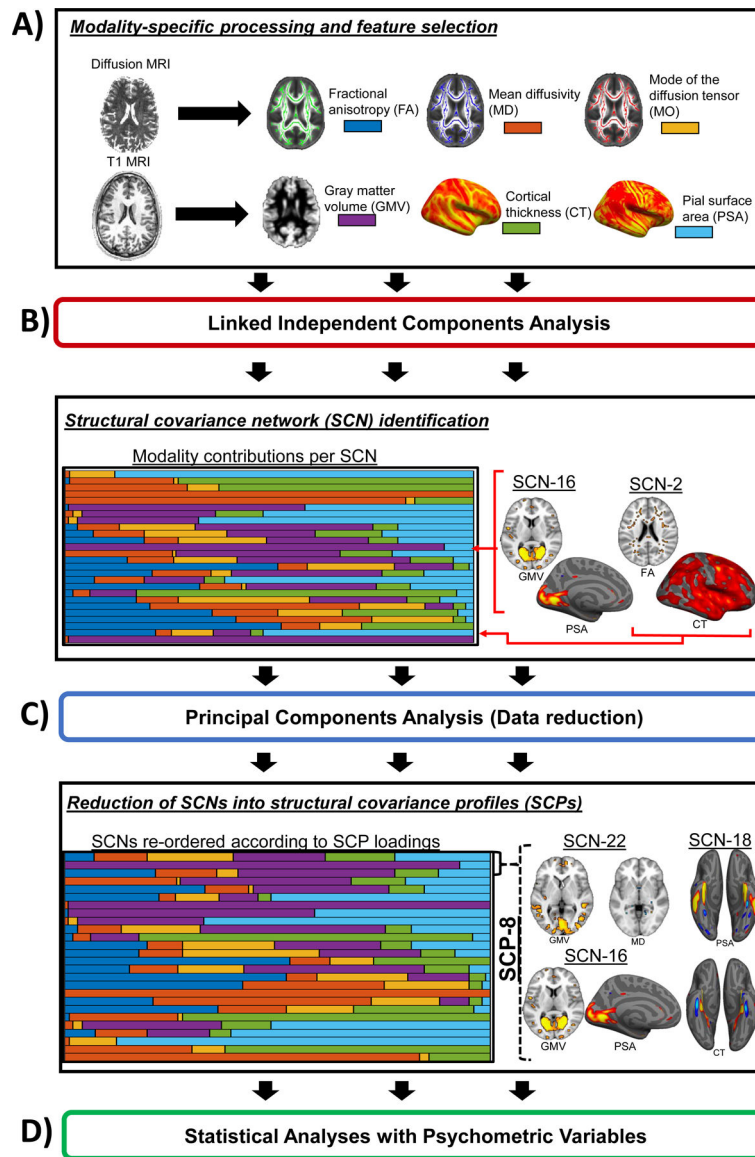 A)
Modality-specific processing and feature selection
Diffusion MRI
Fractional
anisotropy (FA)
Mean diffusivity
(MD)
Mode of the
diffusion tensor
(MO)
T1 MRI
Gray matter
volume (GMV)
Cortical
thickness (CT)
Pial surface
area (PSA)
B)
Linked Independent Components Analysis
Structural covariance network (SCN) identification
Modality contributions per SCN
SCN-16
SCN-2
GMV
FA
PSA
CT
C)
Principal Components Analysis (Data reduction)
Reduction of SCNs into structural covariance profiles (SCPs)
SCNs re-ordered according to SCP loadings
SCP-8
SCN-22
SCN-18
GMV
MD
PSA
SCN-16
GMV
PSA
CT
D)
Statistical Analyses with Psychometric Variables